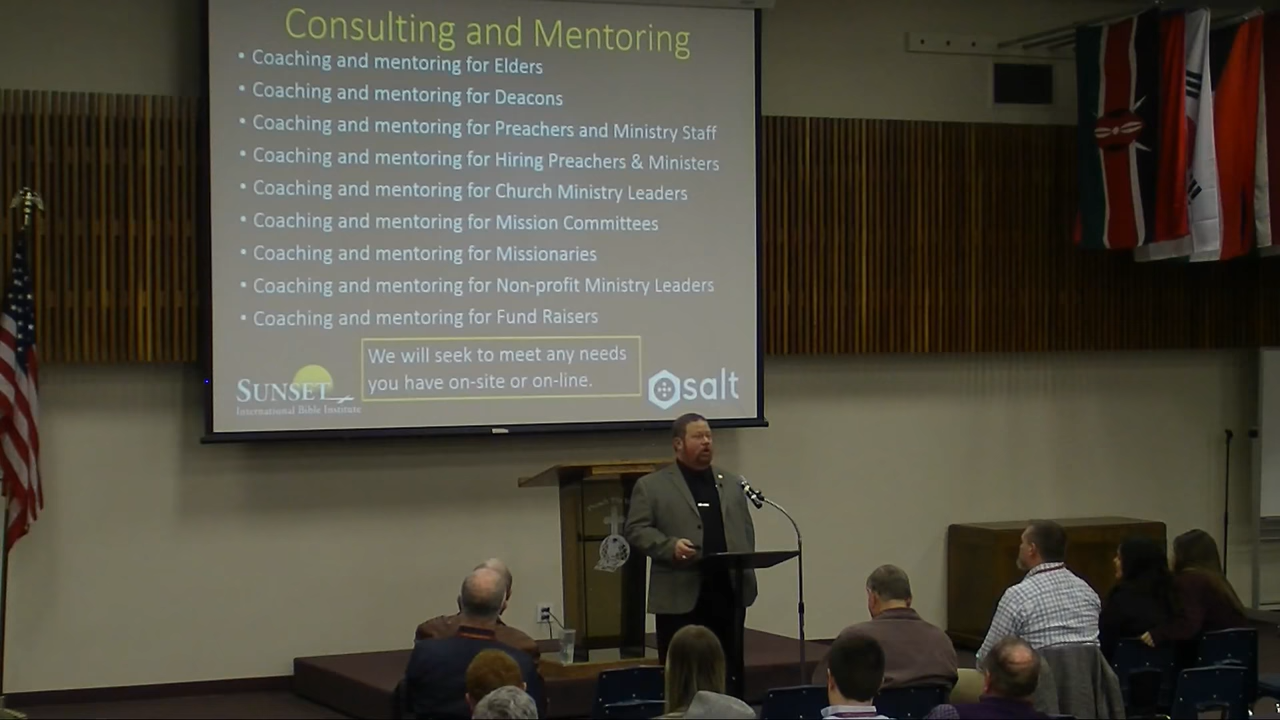 Consulting and Mentoring
• Coaching and mentoring for Elders
• Coaching and mentoring for Deacons
• Coaching and mentoring for Preachers and Ministry Staff
• Coaching and mentoring for Hiring Preachers & Ministers
• Coaching and mentoring for Church Ministry Leaders
• Coaching and mentoring for Mission Committees
• Coaching and mentoring for Missionaries
• Coaching and mentoring for Non-profit Ministry Leaders
• Coaching and mentoring for Fund Raisers
We will seek to meet any needs
you have on-site or on-line.
SUNSET
International Bible Institute
salt